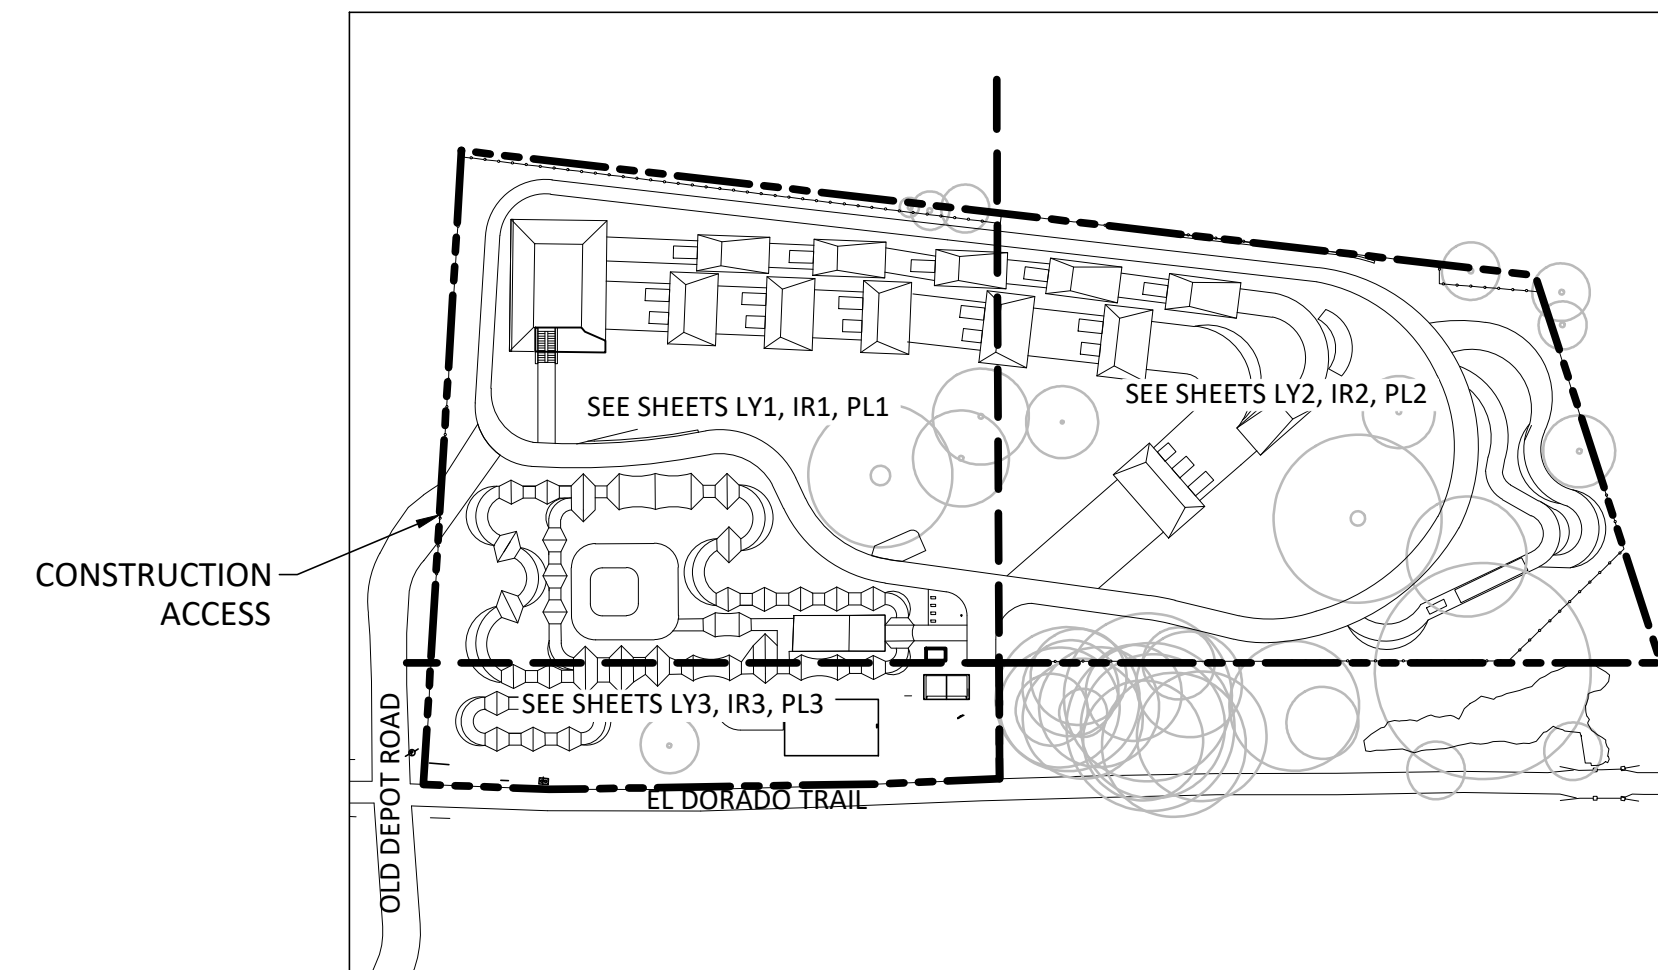 SEE SHEETS LY1, IR1, PL1
SEE SHEETS LY2, IR2, PL2
CONSTRUCTION
ACCESS
SEE SHEETS LY3, IR3, PL3
OLD DEPOT ROAD
EL DORADO TRAIL